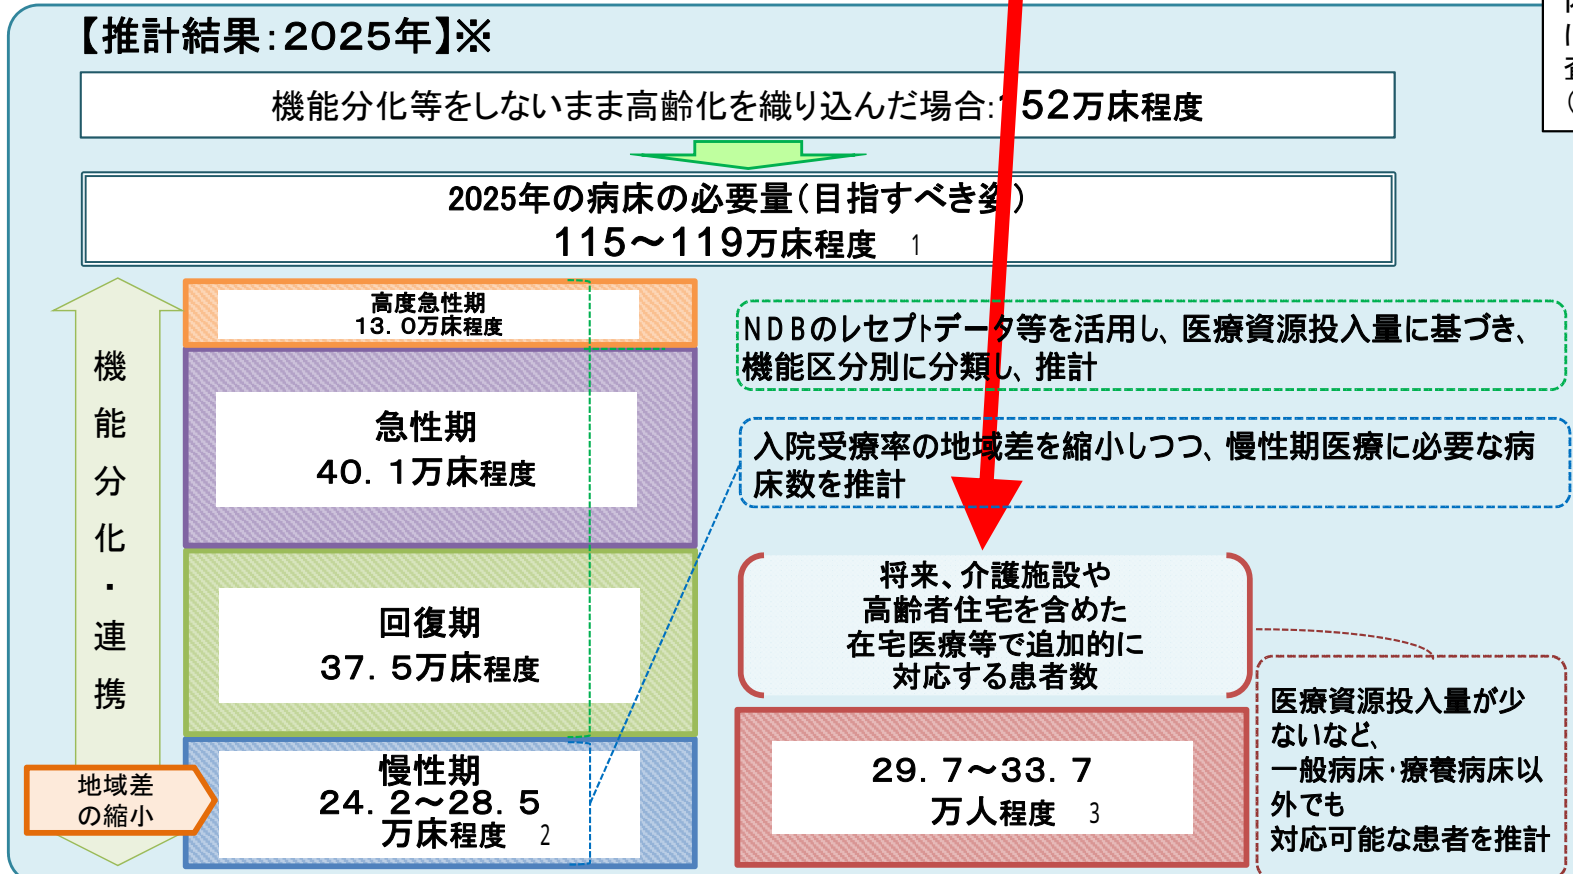 【推計結果:2025年】※
機能分化等をしないまま高齢化を織り込んだ場合: 52万床程度
2025年の病床の必要量(目指すべき姿)
115～119万床程度 1
高度急性期
13.0万床程度
急性期
40.1万床程度
回復期
37.5万床程度
慢性期
24.2～28.5
万床程度 2
機能分化・連携
地域差
の縮小
NDBのレセプトデータ等を活用し、医療資源投入量に基づき、
機能区分別に分類し、推計
入院受療率の地域差を縮小しつつ、慢性期医療に必要な病
床数を推計
将来、介護施設や
高齢者住宅を含めた
在宅医療等で追加的に
対応する患者数
29.7～33.7
万人程度 3
医療資源投入量が少
ないなど、
一般病床・療養病床以
外でも
対応可能な患者を推計